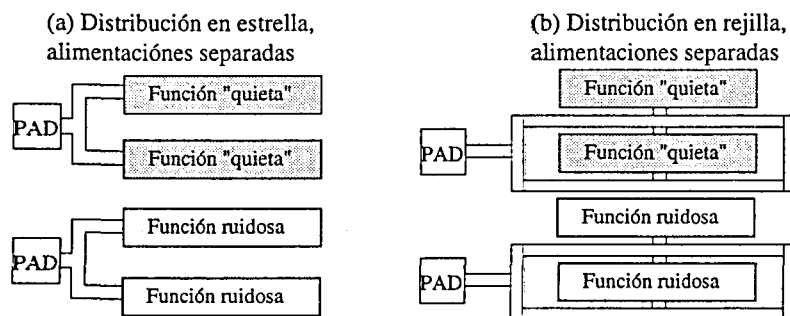 (a) Distribución en estrella,
alimentaciónes separadas
Función "quieta"
PAD
Función "quieta"
Función ruidosa
PAD
Función ruidosa
(b) Distribución en rejilla,
alimentaciones separadas
Función "quieta"
PAD
Función "quieta"
Función ruidosa
PAD
Función ruidosa